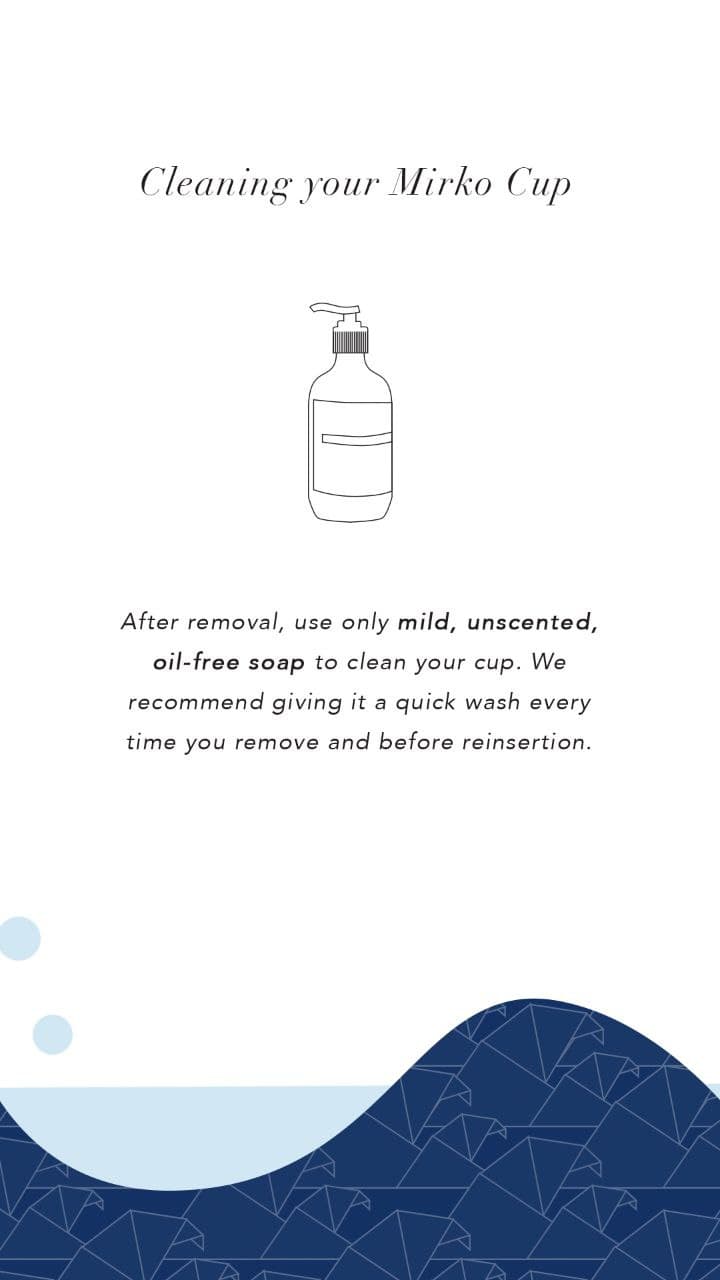 Cleaning your Mirko Cup
After removal, use only mild, unscented,
oil-free soap to clean your cup. We
recommend giving it a quick wash every
time you remove and before reinsertion.